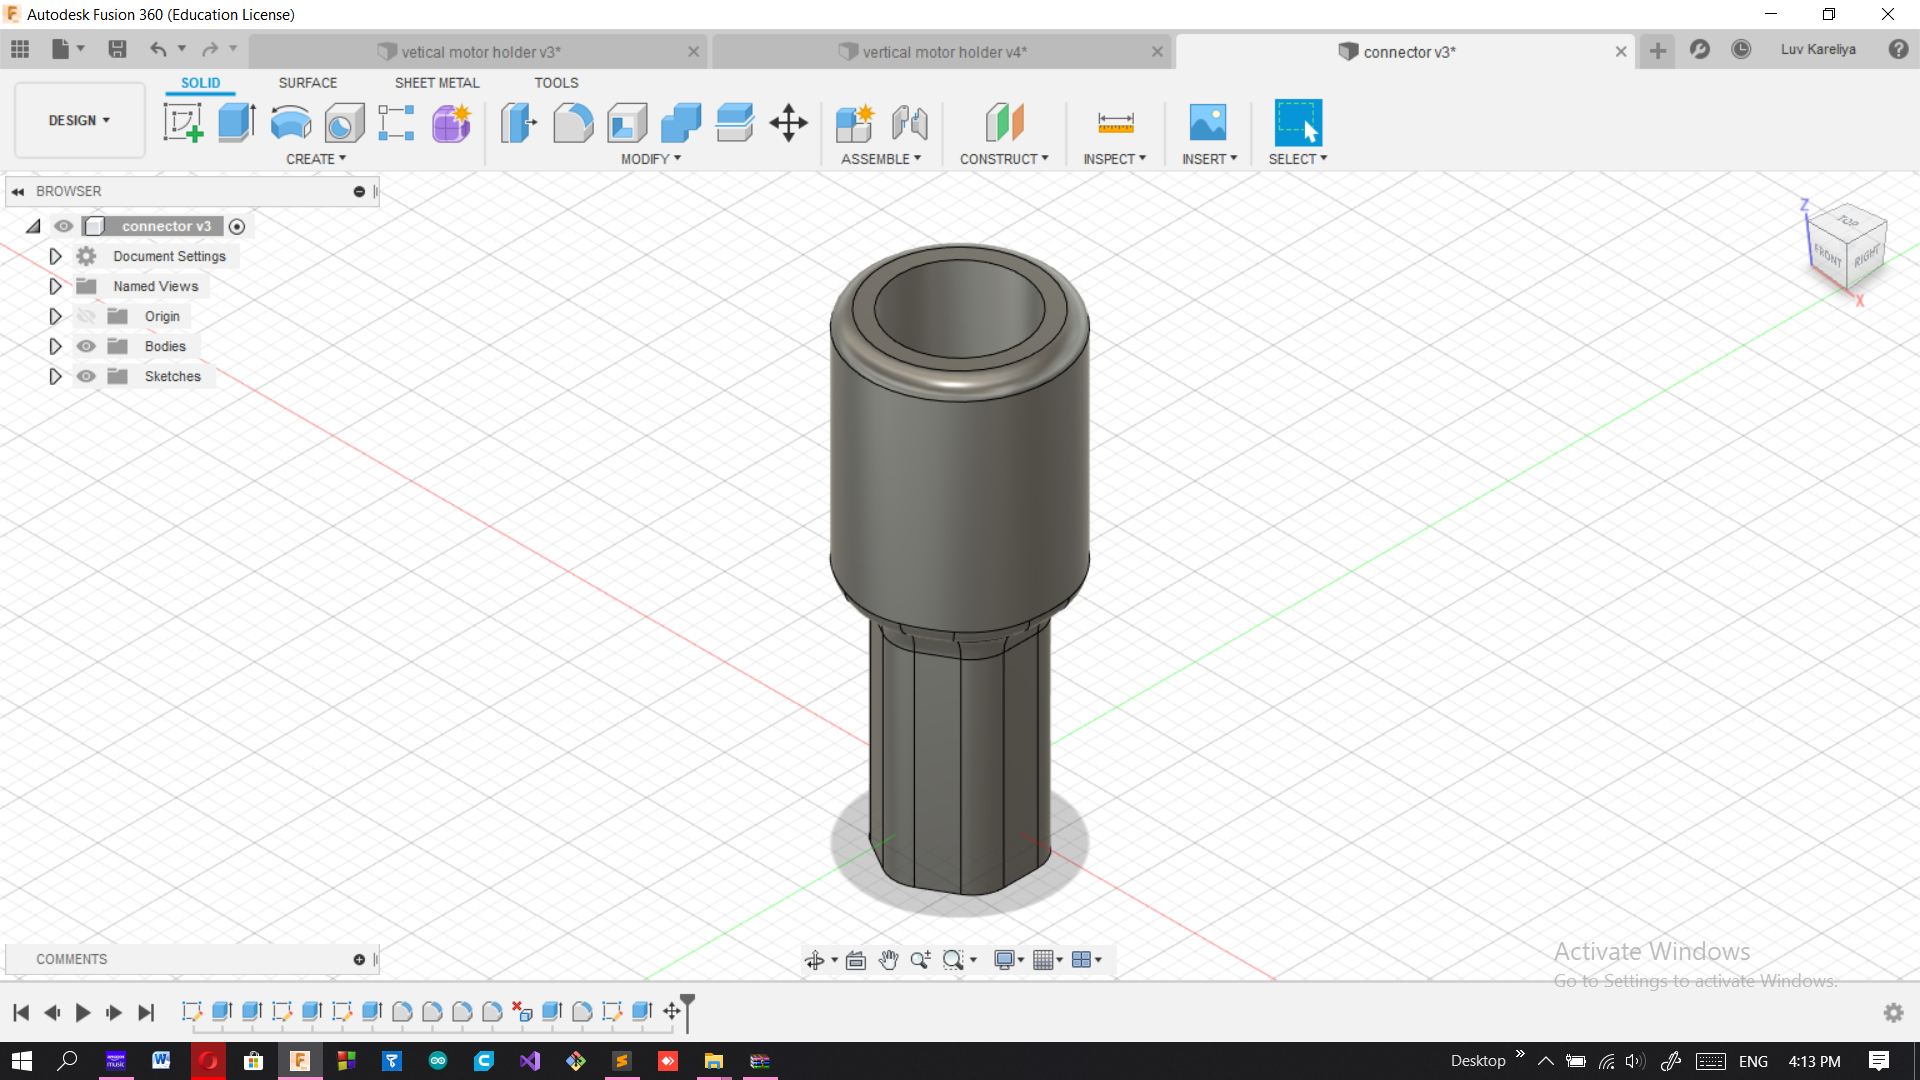 Autodesk Fusion 360 (Education License)
vetical motor holder v3*
vertical motor holder v4*
connector v3*
Luv Kareliya
DESIGN
SOLID
SURFACE
SHEET METAL
TOOLS
CREATE
MODIFY
ASSEMBLE
CONSTRUCT
INSPECT
INSERT
SELECT
BROWSER
connector v3
Document Settings
Named Views
Origin
Bodies
Sketches
Z
TOP
FRONT
RIGHT
X
COMMENTS
Activate Windows
Go to Settings to activate Windows.
amazon music
Desktop
ENG
4:13 PM